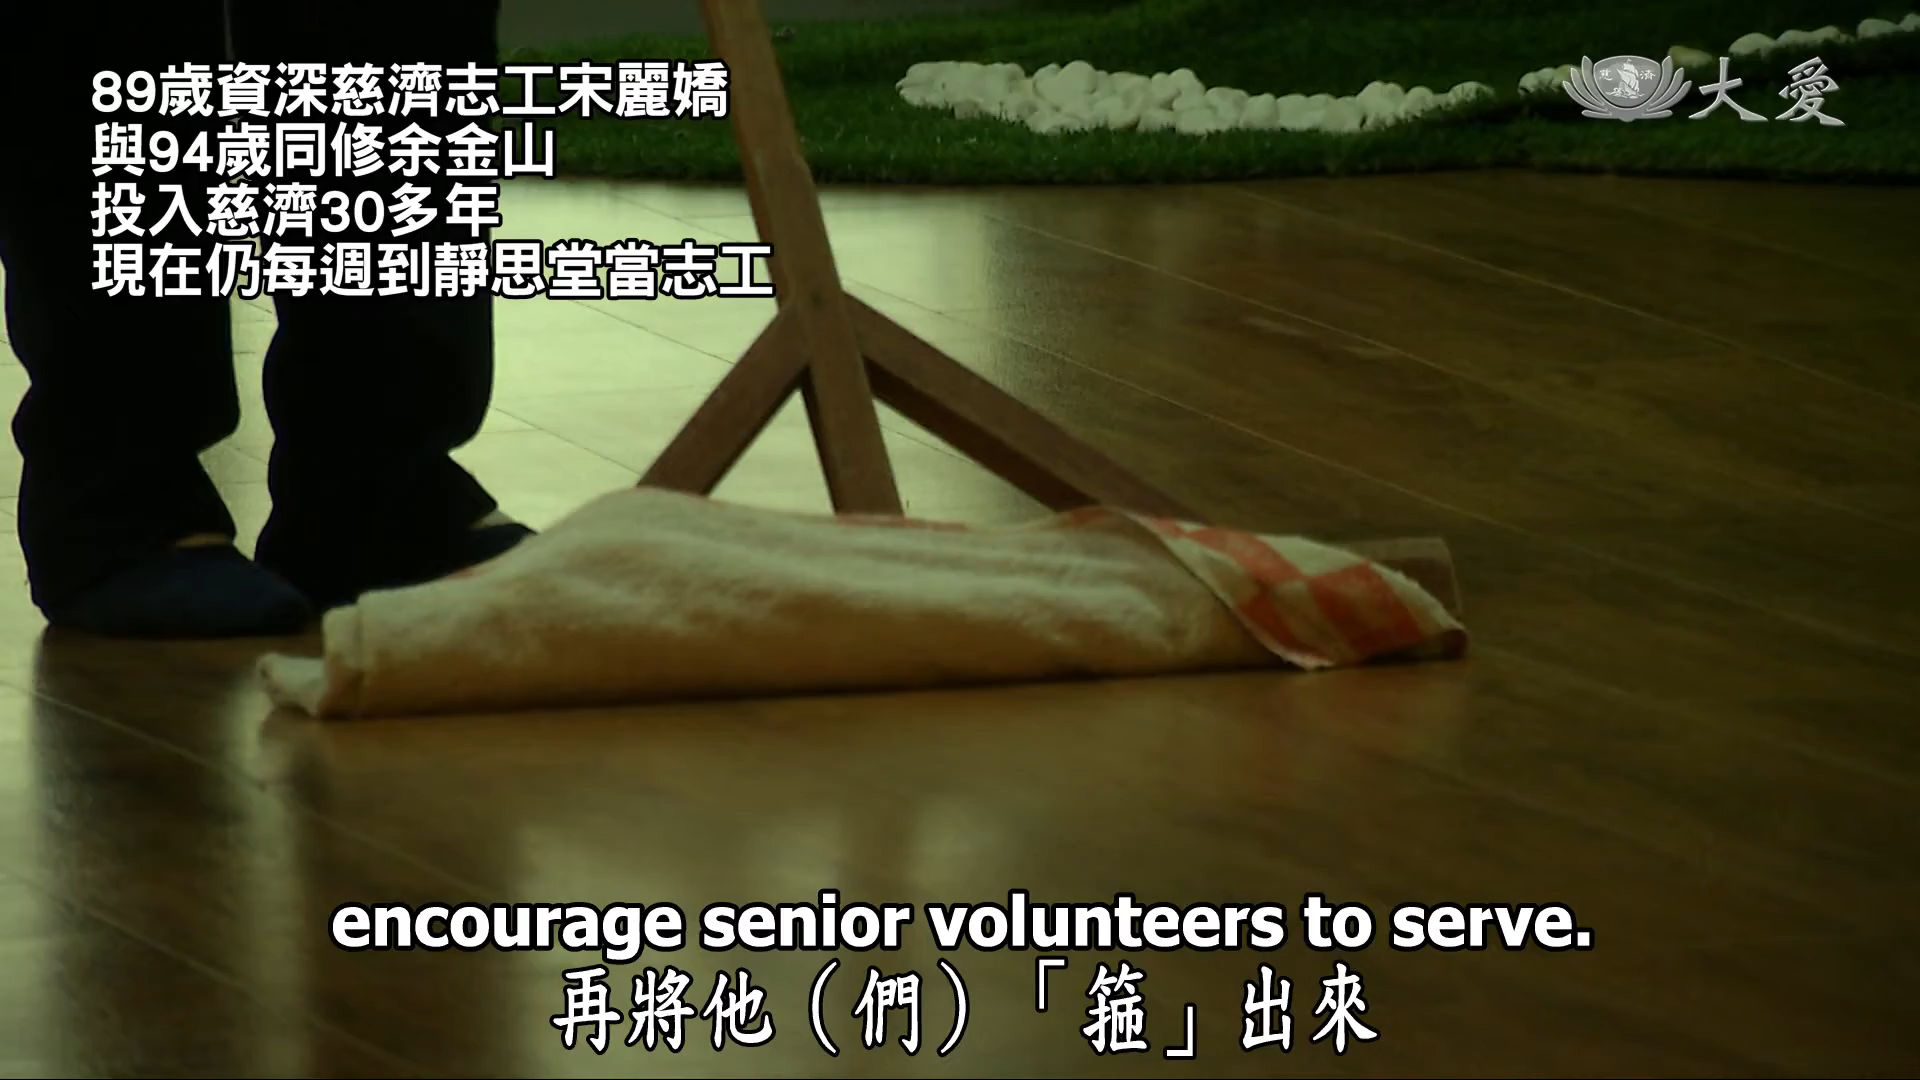 89歲資深慈濟志工宋麗嬌
與94歲同修余金山
投入慈濟30多年
現在仍每週到靜思堂當志工
慈濟
大愛
encourage senior volunteers to serve.
再將他（們）「箍」出來